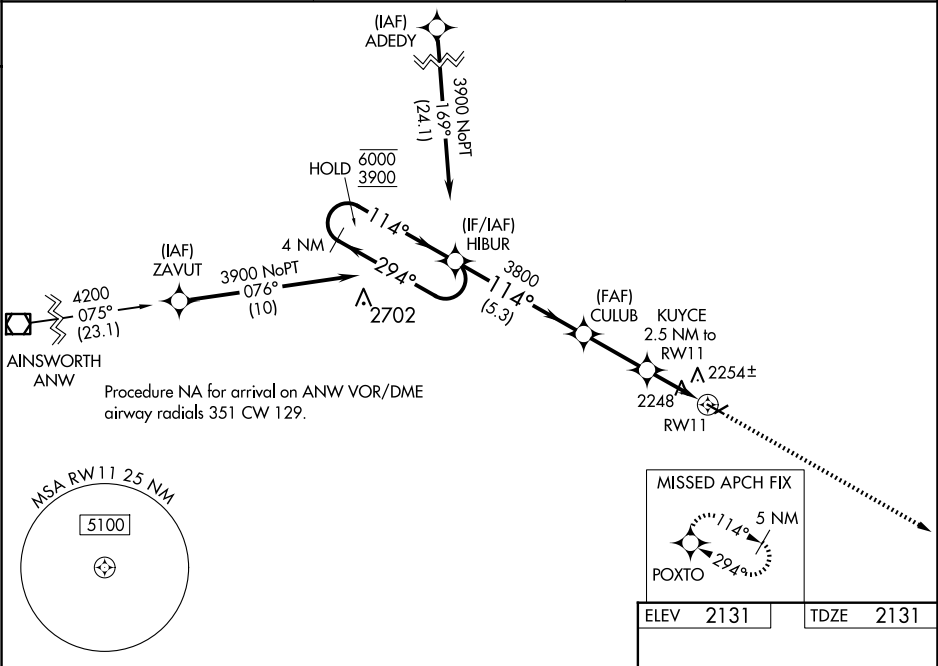 (IAF)
ADEDY
3900 NoPT
169°
(24.1)
HOLD
6000
3900
114°
4 NM
294°
(IF/IAF)
HIBUR
(IAF)
ZAVUT
3900 NoPT
076°
(10)
4200
075°
(23.1)
AINSWORTH
ANW
2702
3800
114°
(5.3)
(FAF)
CULUB
KUYCE
2.5 NM to
RW11
2254±
2248
RW11
Procedure NA for arrival on ANW VOR/DME
airway radials 351 CW 129.
MSA RW11 25 NM
5100
MISSED APCH FIX
5 NM
114°
294°
POXTO
ELEV 2131
TDZE 2131